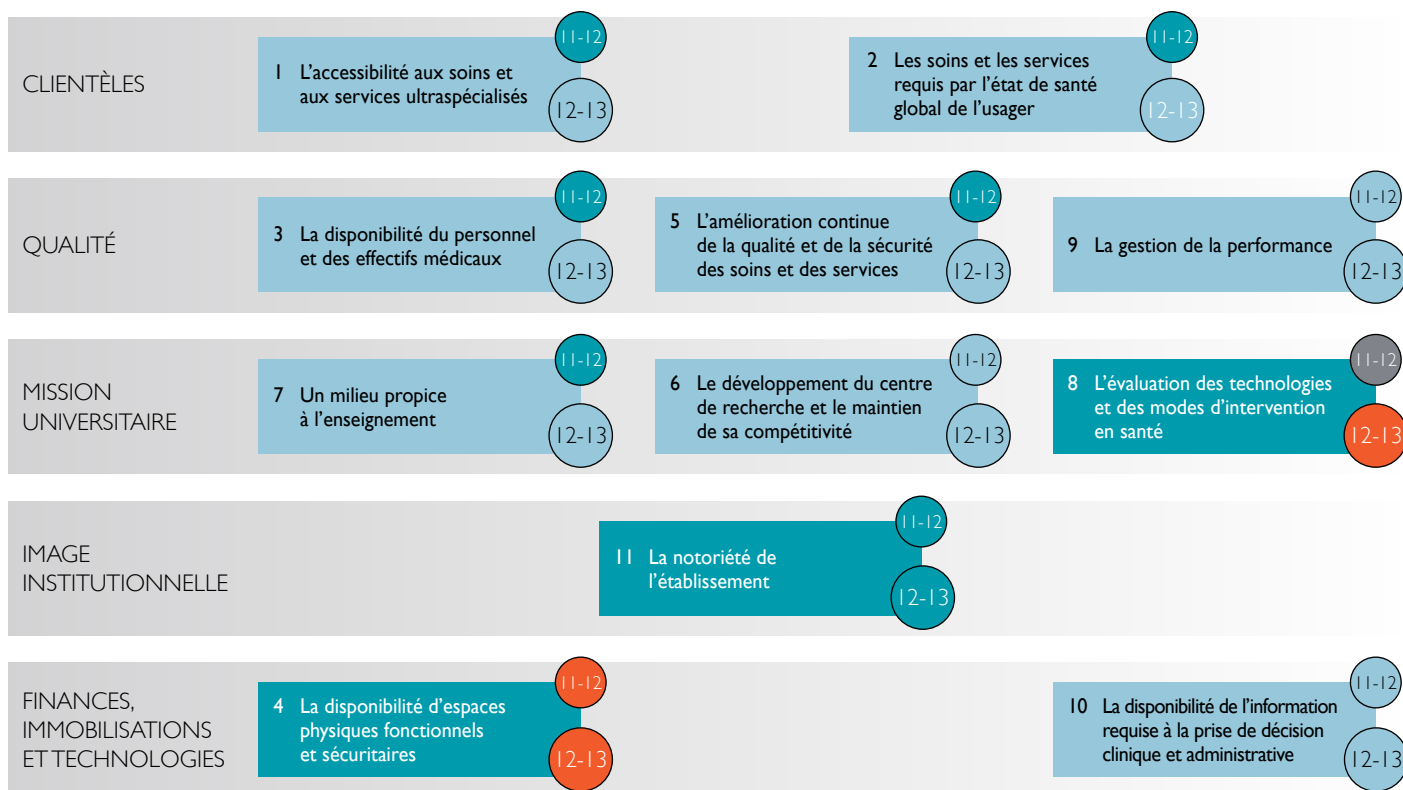 CLIENTÈLES
1 L'accessibilité aux soins et
aux services ultraspécialisés
11-12
12-13
2 Les soins et les services
requis par l'état de santé
global de l'usager
11-12
12-13
QUALITÉ
3 La disponibilité du personnel
et des effectifs médicaux
11-12
12-13
5 L'amélioration continue
de la qualité et de la sécurité
des soins et des services
11-12
12-13
9 La gestion de la performance
11-12
12-13
MISSION
UNIVERSITAIRE
7 Un milieu propice
à l'enseignement
11-12
12-13
6 Le développement du centre
de recherche et le maintien
de sa compétitivité
11-12
12-13
8 L'évaluation des technologies
et des modes d'intervention
en santé
11-12
12-13
IMAGE
INSTITUTIONNELLE
11 La notoriété de
l'établissement
11-12
12-13
FINANCES,
IMMOBILISATIONS
ET TECHNOLOGIES
4 La disponibilité d'espaces
physiques fonctionnels
et sécuritaires
11-12
12-13
10 La disponibilité de l'information
requise à la prise de décision
clinique et administrative
11-12
12-13